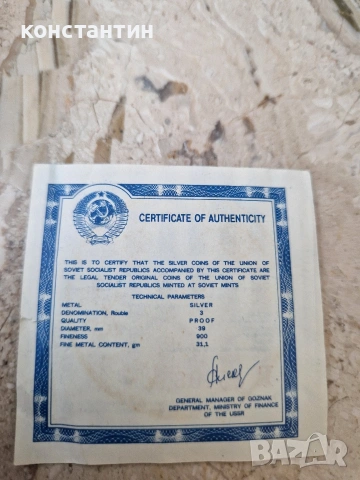 КОНСТАНТИН
CERTIFICATE OF AUTHENTICITY
THIS IS TO CERTIFY THAT THE SILVER COINS OF THE UNION OF
SOVIET SOCIALIST REPUBLICS ACCOMPANIED BY THIS CERTIFICATE ARE
THE LEGAL TENDER ORIGINAL COINS OF THE UNION OF SOVIET
SOCIALIST REPUBLICS MINTED AT SOVIET MINTS
TECHNICAL PARAMETERS
METAL SILVER
DENOMINATION, Rouble 3
QUALITY PROOF
DIAMETER, mm 39
FINENESS 900
FINE METAL CONTENT, gm 31,1
GENERAL MANAGER OF GOZNAK
DEPARTMENT, MINISTRY OF FINANCE
OF THE USSR
BAZAR